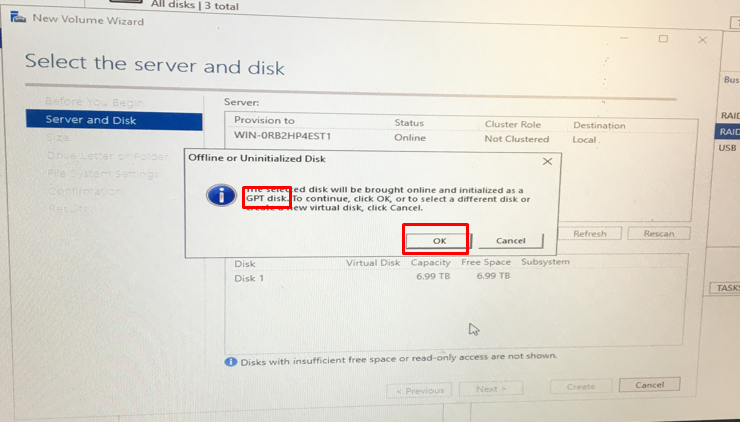 All disks | 3 total
New Volume Wizard
Select the server and disk
Before You Begin
Server and Disk
Size
Drive Letter or Folder
File System Settings
Confirmation
Results
Server:
Provision to Status Cluster Role Destination
WIN-0RB2HP4EST1 Online Not Clustered Local
Offline or Uninitialized Disk
The selected disk will be brought online and initialized as a
GPT disk. To continue, click OK, or to select a different disk or
create a new virtual disk, click Cancel.
OK Cancel
Refresh Rescan
Disk Virtual Disk Capacity Free Space Subsystem
Disk 1 6.99 TB 6.99 TB
Disks with insufficient free space or read-only access are not shown.
< Previous Next > Create Cancel
Bus
RAID
RAID
USB
TASKS